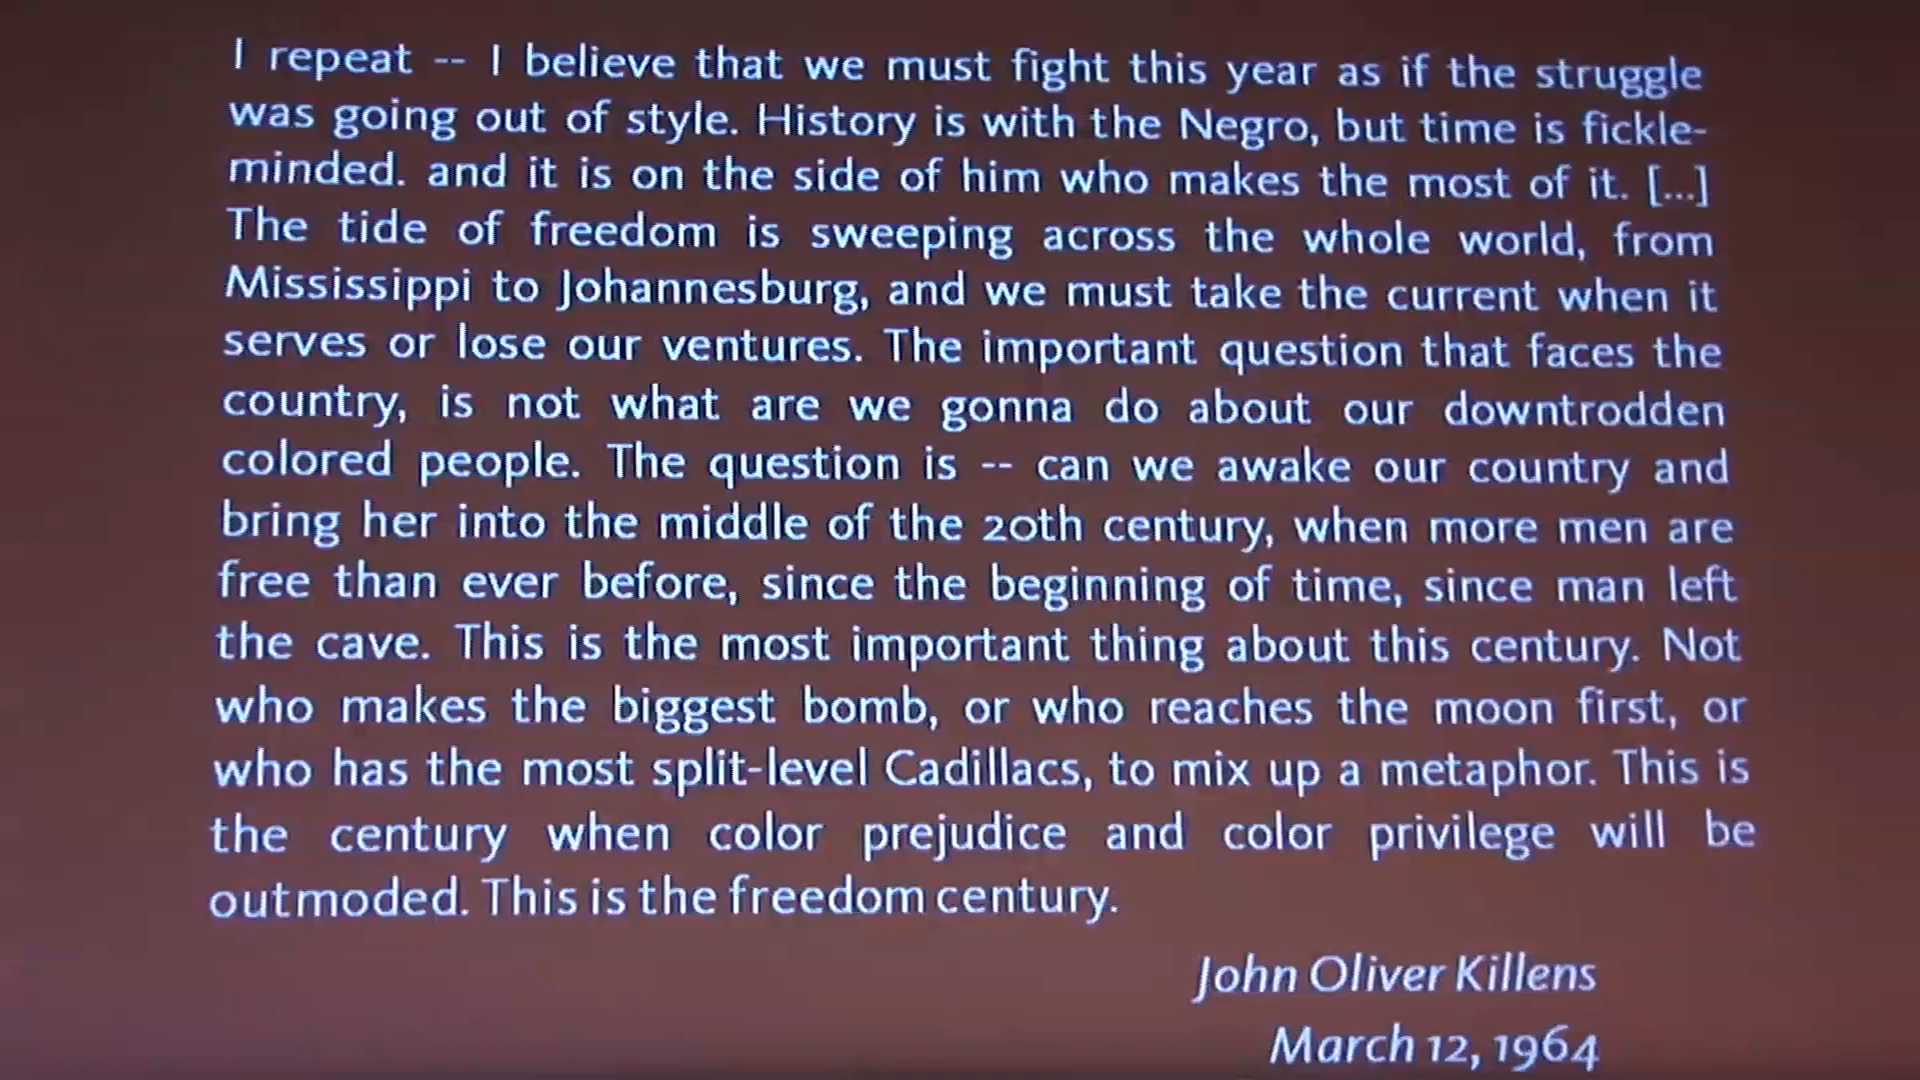 I repeat -- I believe that we must fight this year as if the struggle
was going out of style. History is with the Negro, but time is fickle-
minded. and it is on the side of him who makes the most of it. [...]
The tide of freedom is sweeping across the whole world, from
Mississippi to Johannesburg, and we must take the current when it
serves or lose our ventures. The important question that faces the
country, is not what are we gonna do about our downtrodden
colored people. The question is -- can we awake our country and
bring her into the middle of the 20th century, when more men are
free than ever before, since the beginning of time, since man left
the cave. This is the most important thing about this century. Not
who makes the biggest bomb, or who reaches the moon first, or
who has the most split-level Cadillacs, to mix up a metaphor. This is
the century when color prejudice and color privilege will be
outmoded. This is the freedom century.
John Oliver Killens
March 12, 1964